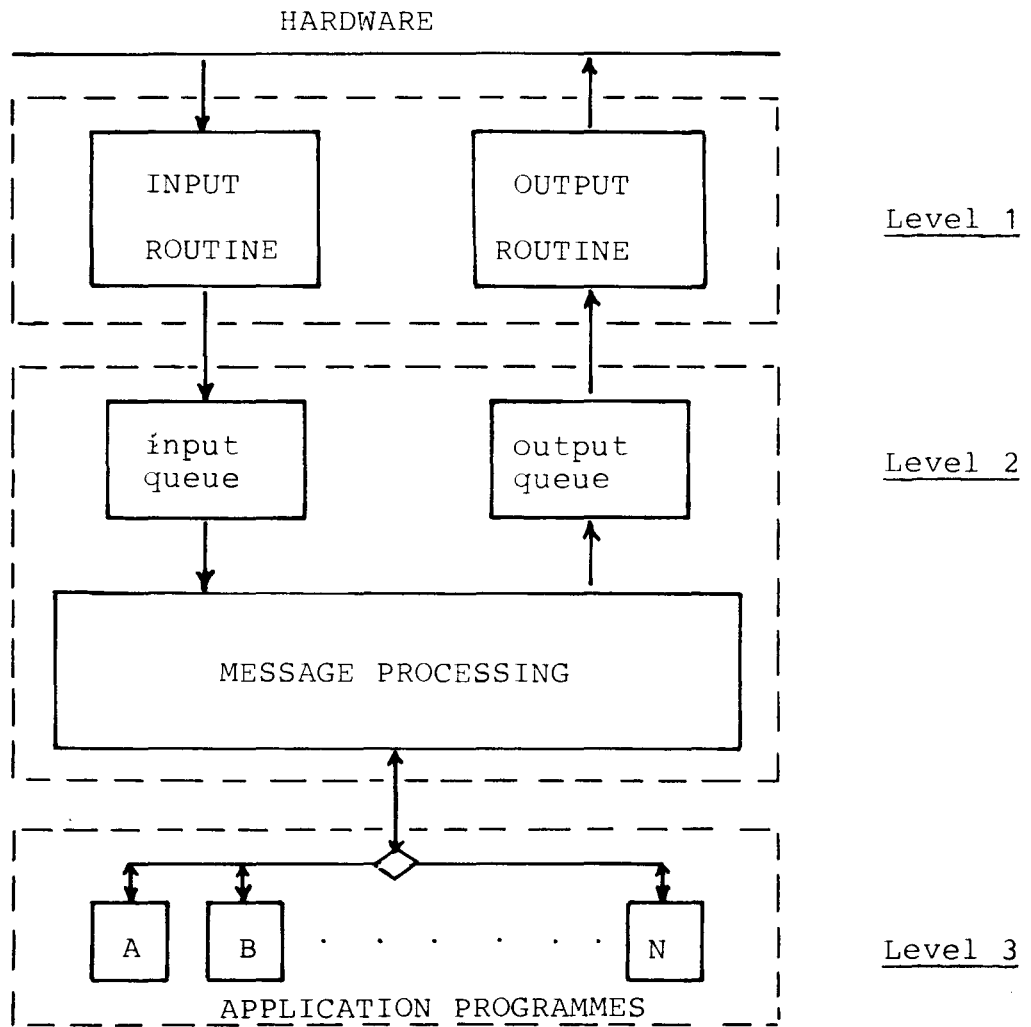 HARDWARE
INPUT
ROUTINE
OUTPUT
ROUTINE
Level 1
input
queue
output
queue
Level 2
MESSAGE PROCESSING
A B . . . . . . N
Level 3
APPLICATION PROGRAMMES